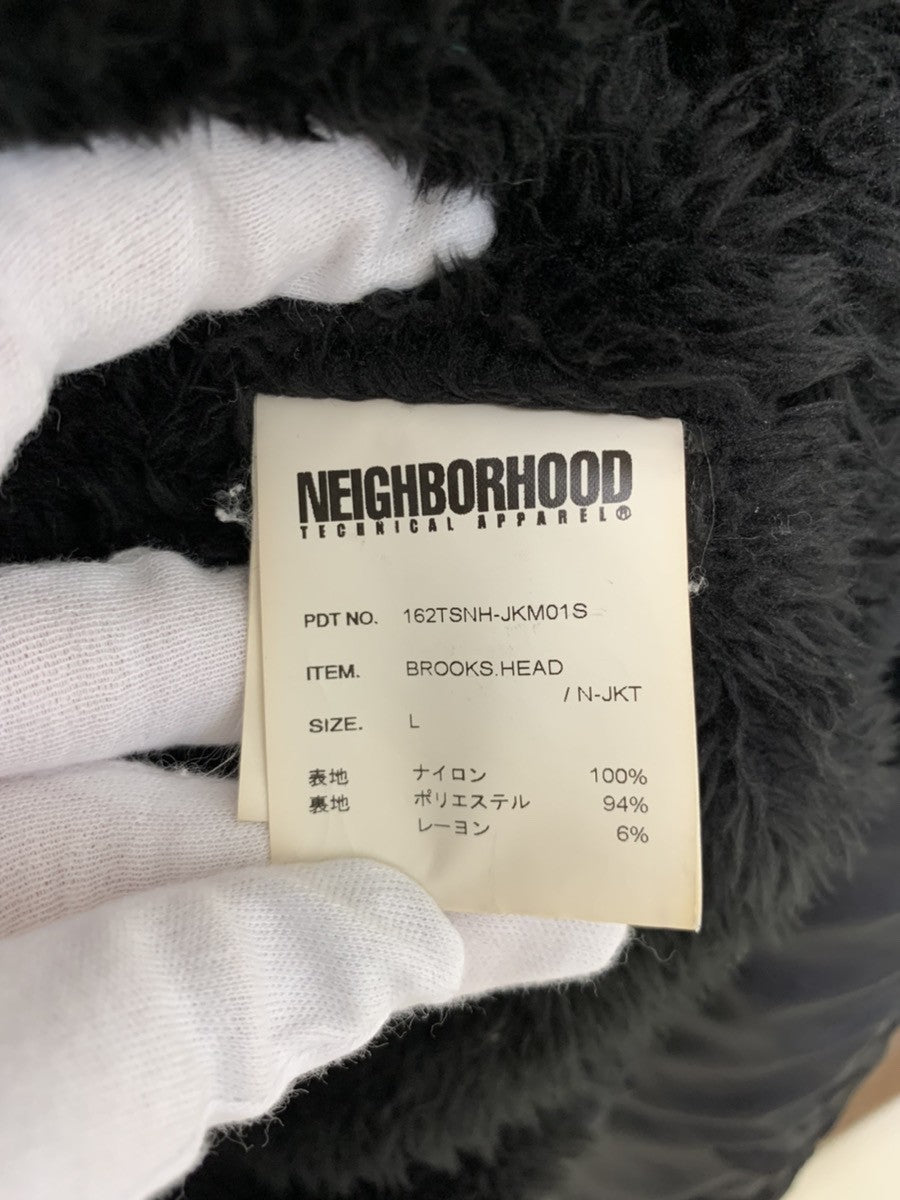 NEIGHBORHOOD
TECHNICAL APPAREL®
PDT NO. 162TSNH-JKM01S
ITEM. BROOKS.HEAD
/ N-JKT
SIZE. L
表地 ナイロン 100%
裏地 ポリエステル 94%
レーヨン 6%